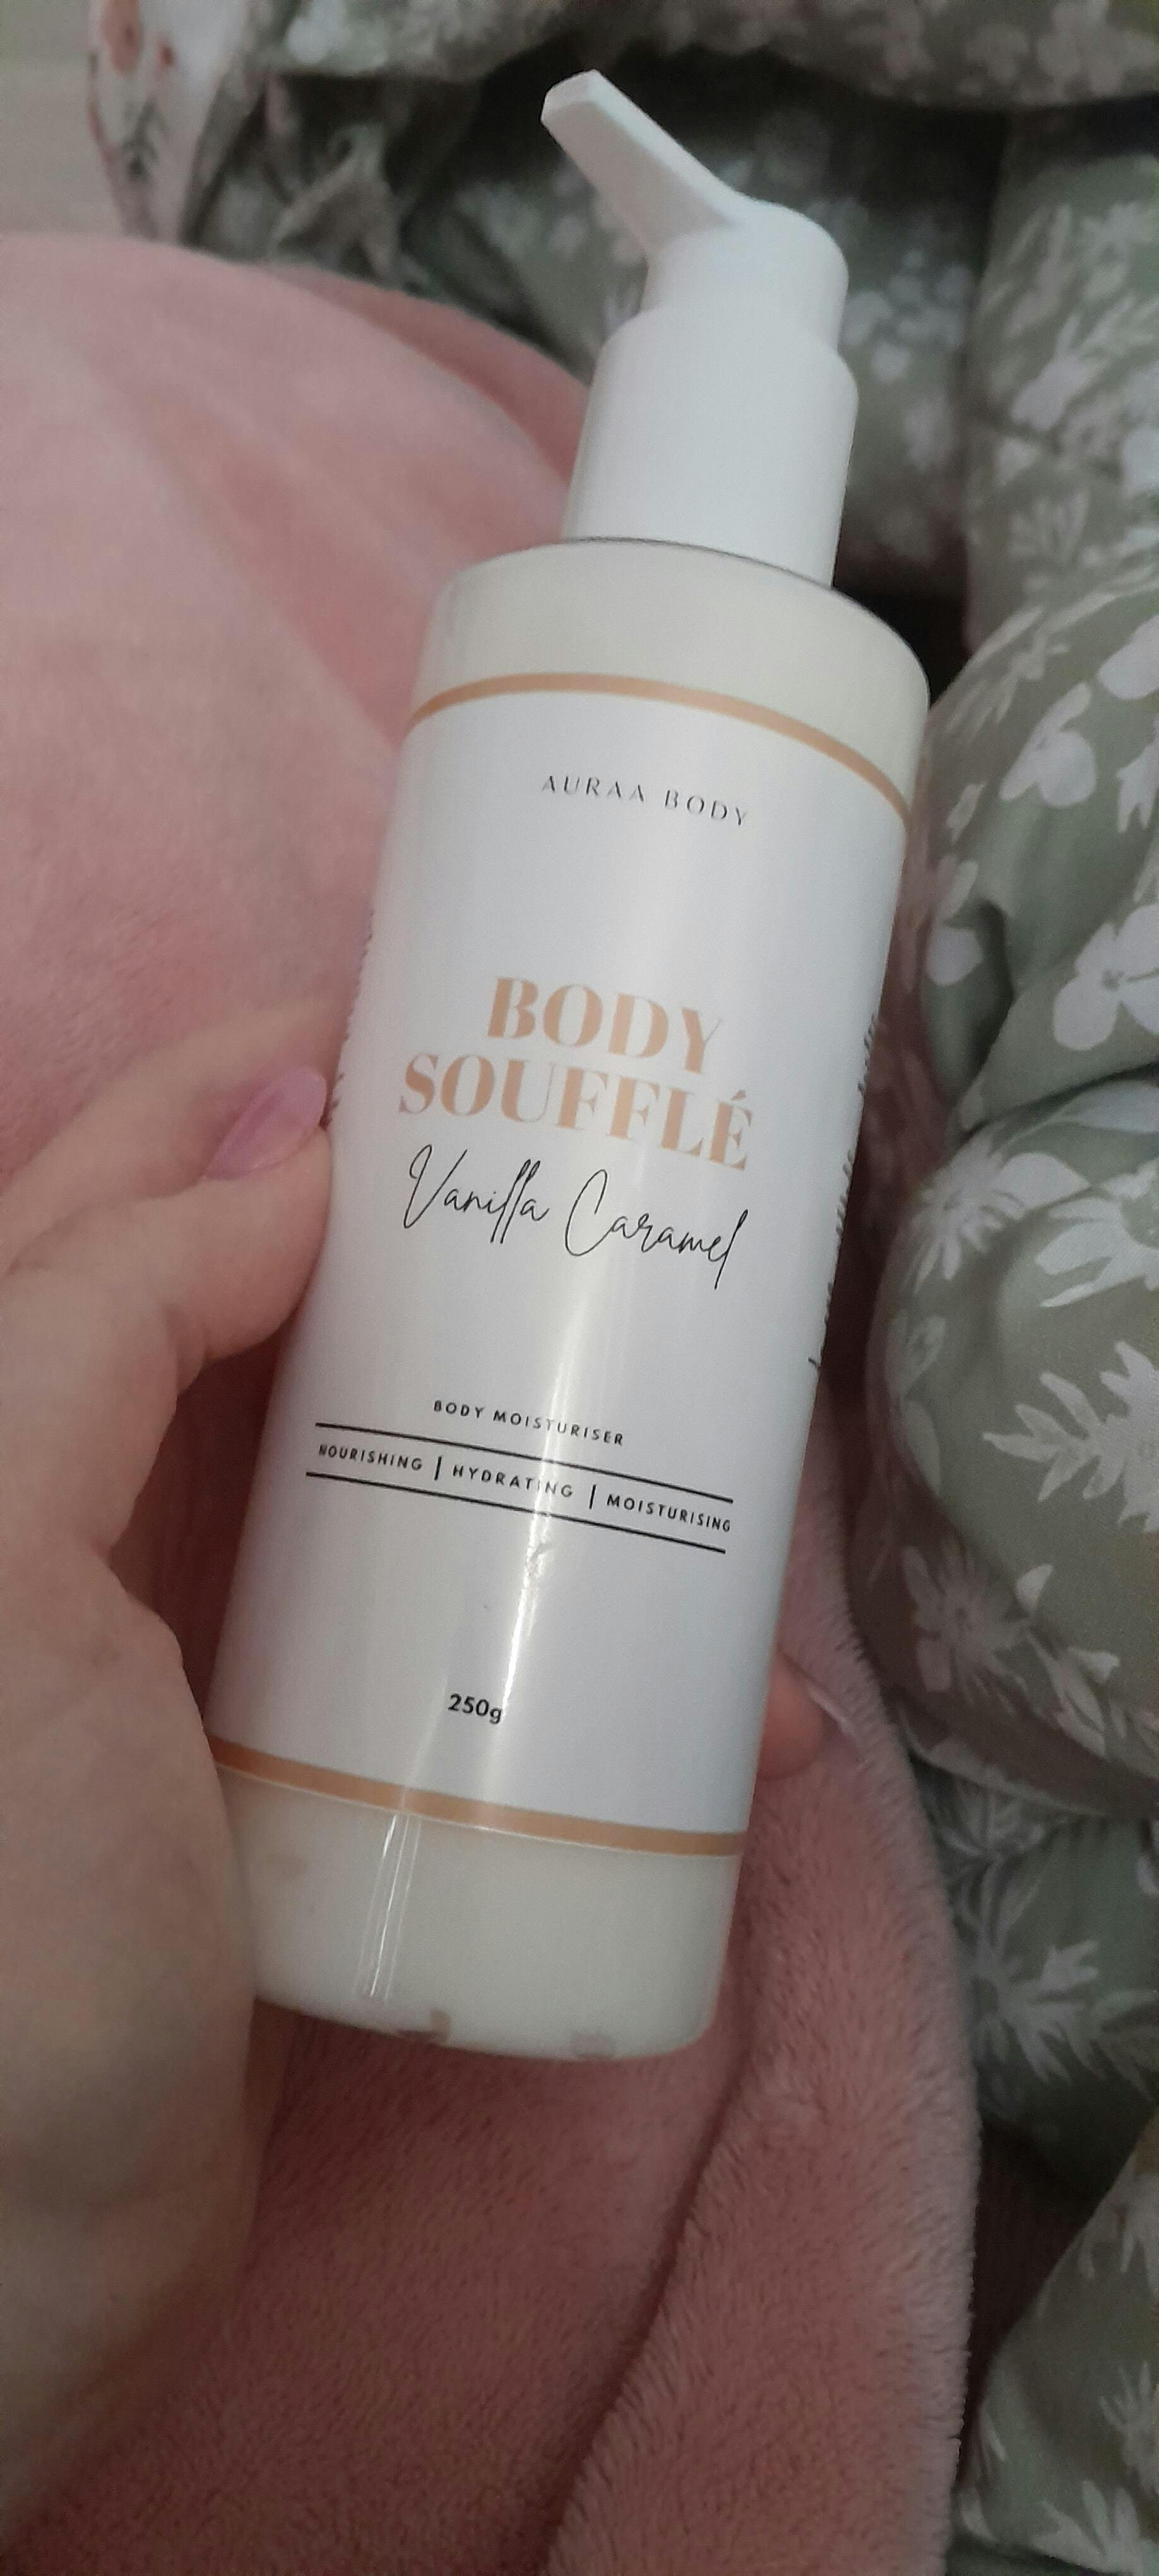 AURAA BODY
BODY
SOUFFLÉ
Vanilla Caramel
BODY MOISTURISER
NOURISHING | HYDRATING | MOISTURISING
250g